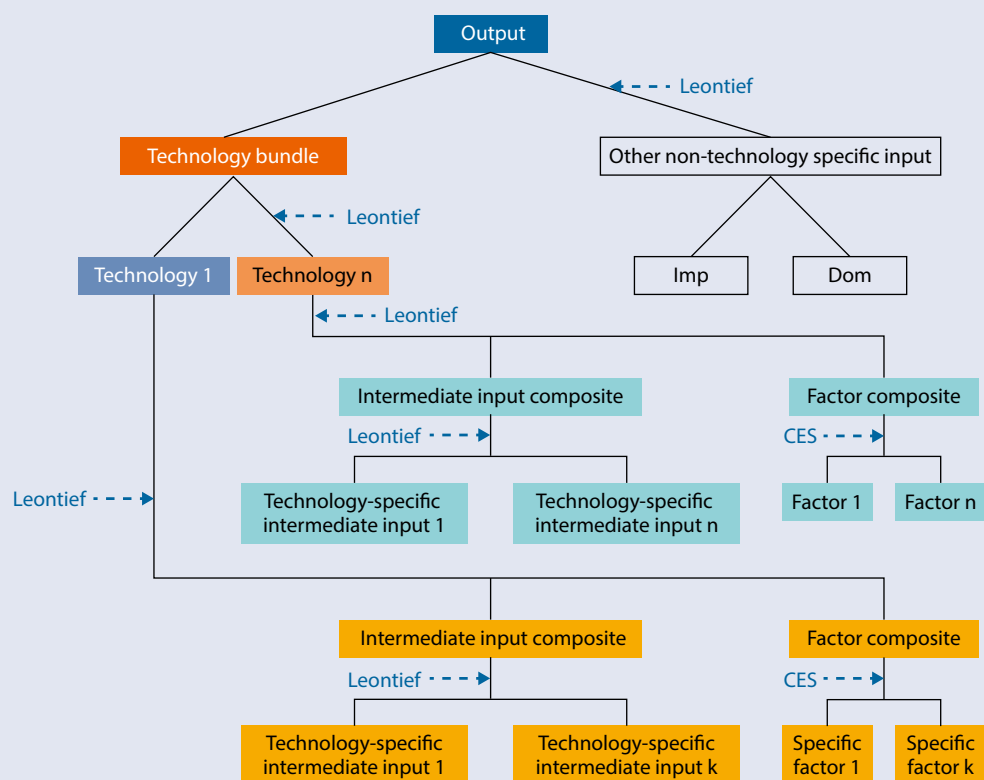 Output
Leontief
Technology bundle
Other non-technology specific input
Leontief
Technology 1
Technology n
Imp
Dom
Leontief
Intermediate input composite
Factor composite
Leontief
CES
Leontief
Technology-specific
intermediate input 1
Technology-specific
intermediate input n
Factor 1
Factor n
Intermediate input composite
Factor composite
Leontief
CES
Technology-specific
intermediate input 1
Technology-specific
intermediate input k
Specific
factor 1
Specific
factor k